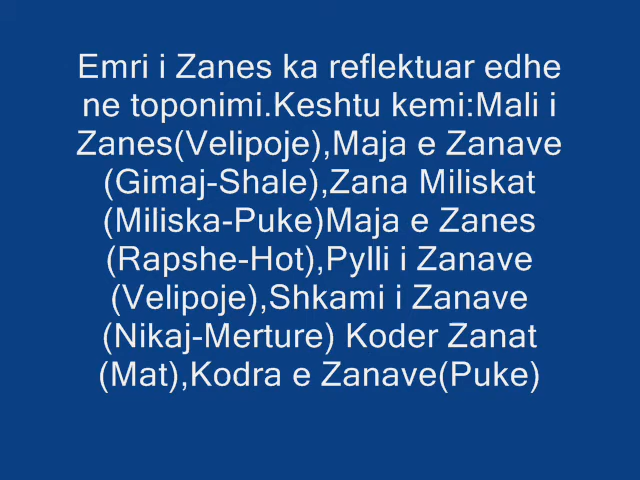 Emri i Zanes ka reflektuar edhe
ne toponimi.Keshtu kemi:Mali i
Zanes(Velipoje),Maja e Zanave
(Gimaj-Shale),Zana Miliskat
(Miliska-Puke)Maja e Zanes
(Rapshe-Hot),Pylli i Zanave
(Velipoje),Shkami i Zanave
(Nikaj-Merture) Koder Zanat
(Mat),Kodra e Zanave(Puke)